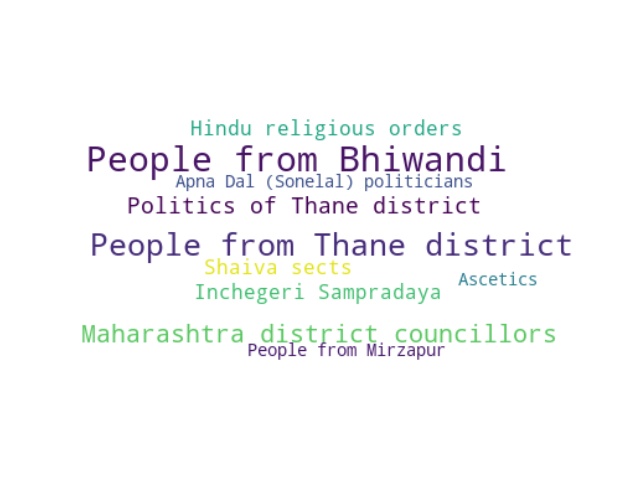 Hindu religious orders
People from Bhiwandi
Apna Dal (Sonelal) politicians
Politics of Thane district
People from Thane district
Shaiva sects
Ascetics
Inchegeri Sampradaya
Maharashtra district councillors
People from Mirzapur